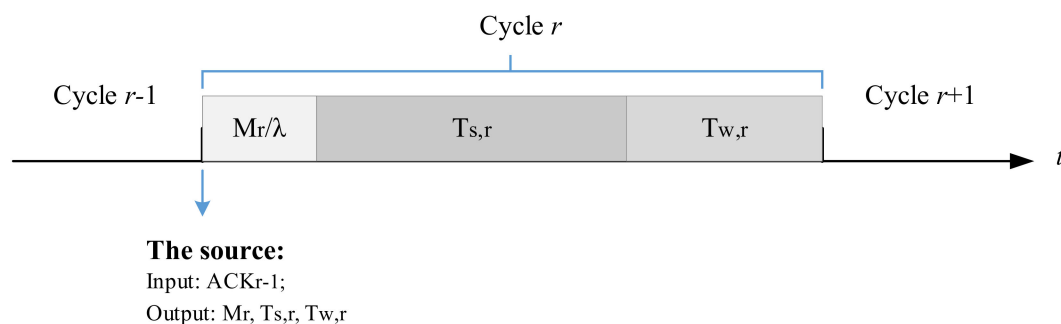 Cycle r
Cycle r-1
Cycle r+1
Mr/λ
Ts,r
Tw,r
t
The source:
Input: ACKr-1;
Output: Mr, Ts,r, Tw,r